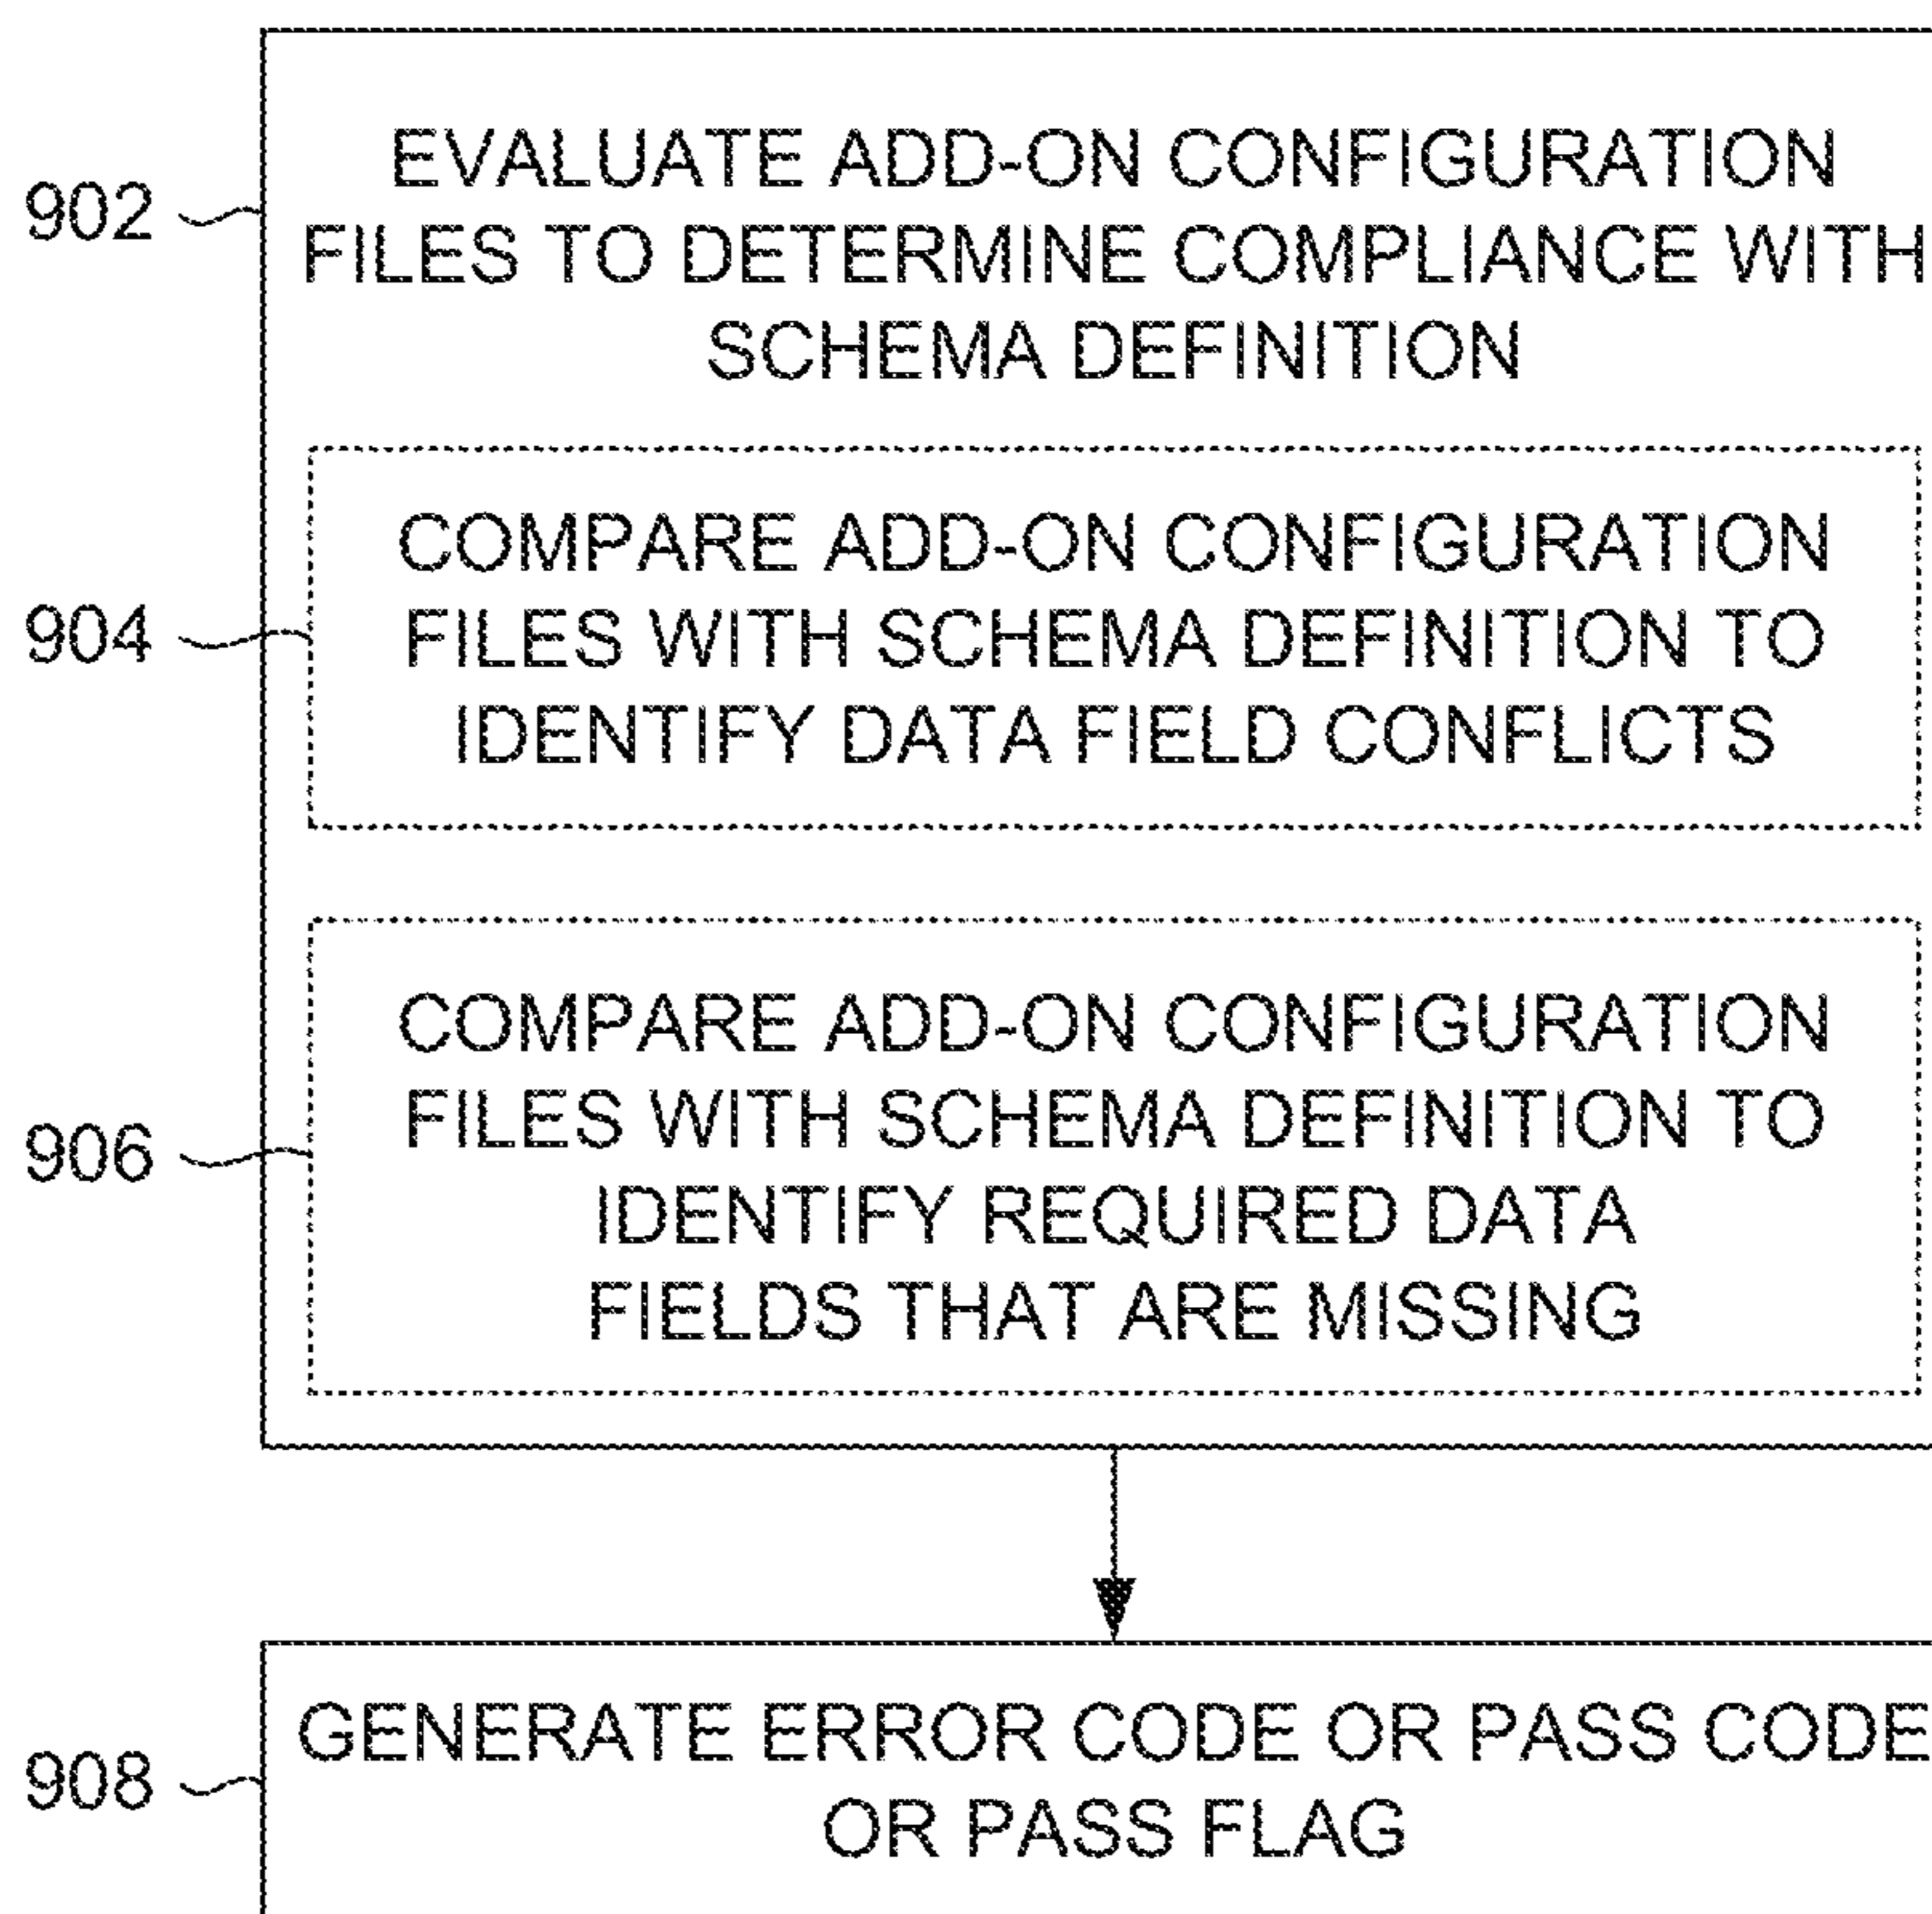 EVALUATE ADD-ON CONFIGURATION
902
FILES TO DETERMINE COMPLIANCE WITH
SCHEMA DEFINITION
COMPARE ADD-ON CONFIGURATION
904
FILES WITH SCHEMA DEFINITION TO
IDENTIFY DATA FIELD CONFLICTS
COMPARE ADD-ON CONFIGURATION
FILES WITH SCHEMA DEFINITION TO
906
IDENTIFY REQUIRED DATA
FIELDS THAT ARE MISSING
GENERATE ERROR CODE OR PASS CODE
908
OR PASS FLAG